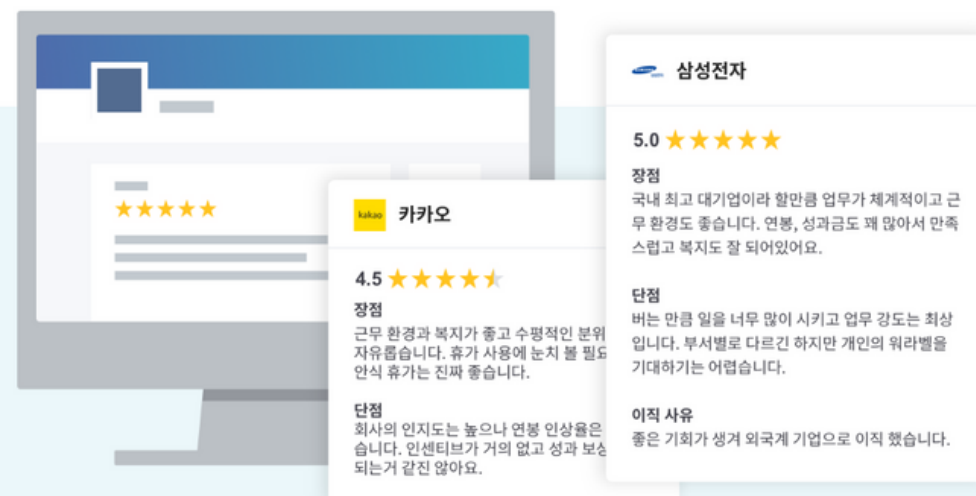 kakao 카카오
4.5
장점
근무 환경과 복지가 좋고 수평적인 분위
자유롭습니다. 휴가 사용에 눈치 볼 필요
안식 휴가는 진짜 좋습니다.
단점
회사의 인지도는 높으나 연봉 인상율은
습니다. 인센티브가 거의 없고 성과 보상
되는거 같진 않아요.
삼성전자
5.0
장점
국내 최고 대기업이라 할만큼 업무가 체계적이고 근
무 환경도 좋습니다. 연봉, 성과금도 꽤 많아서 만족
스럽고 복지도 잘 되어있어요.
단점
버는 만큼 일을 너무 많이 시키고 업무 강도는 최상
입니다. 부서별로 다르긴 하지만 개인의 워라벨을
기대하기는 어렵습니다.
이직 사유
좋은 기회가 생겨 외국계 기업으로 이직 했습니다.